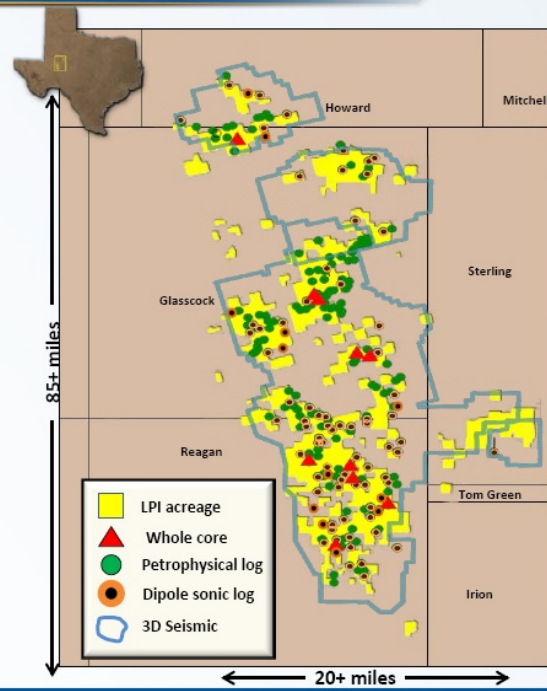 Howard
Mitchel
Sterling
Glasscock
85+ miles
Reagan
LPI acreage
Whole core
Petrophysical log
Dipole sonic log
3D Seismic
Tom Green
Irion
20+ miles